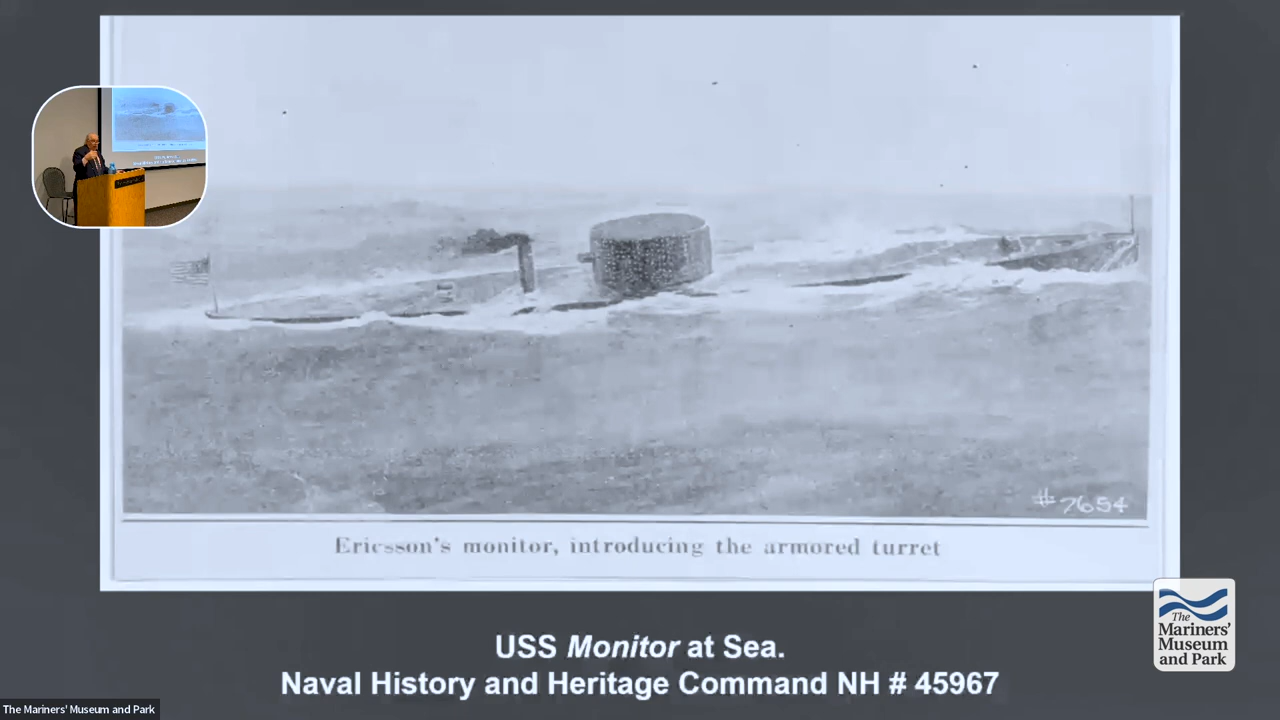 #7654
Ericsson's monitor, introducing the armored turret
USS Monitor at Sea.
Naval History and Heritage Command NH # 45967
The
Mariners'
Museum
and Park
The Mariners' Museum and Park